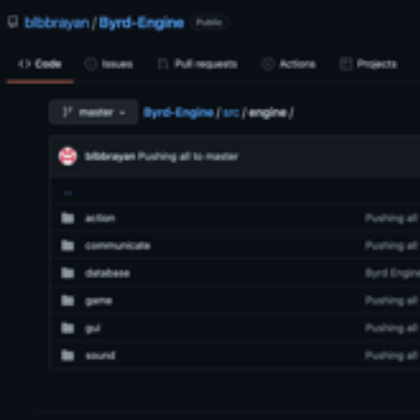 blbbrayan / Byrd-Engine Public
Code Issues Pull requests Actions Projects
master Byrd-Engine / src / engine /
blbbrayan Pushing all to master
..
action Pushing all
communicate Pushing all
database Byrd Engine
game Pushing all
gui Pushing all
sound Pushing all